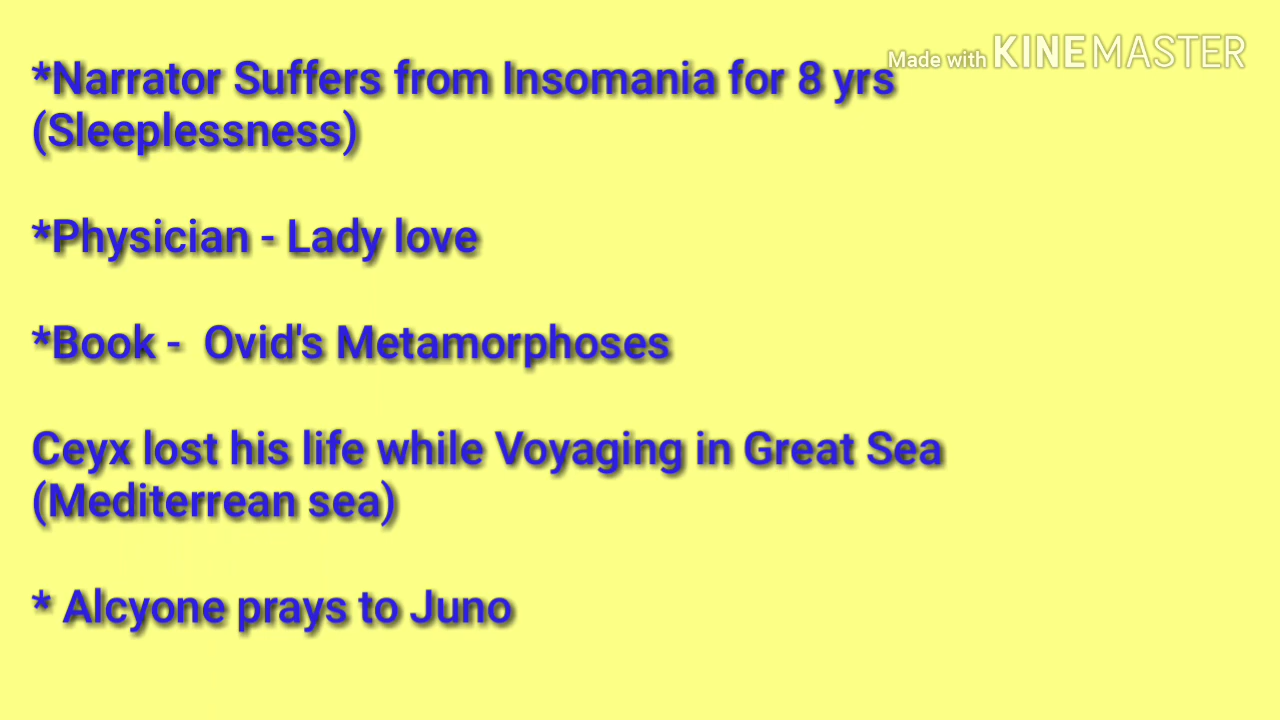 Made with KINEMASTER
*Narrator Suffers from Insomania for 8 yrs
(Sleeplessness)
*Physician - Lady love
*Book -  Ovid's Metamorphoses
Ceyx lost his life while Voyaging in Great Sea
(Mediterrean sea)
* Alcyone prays to Juno